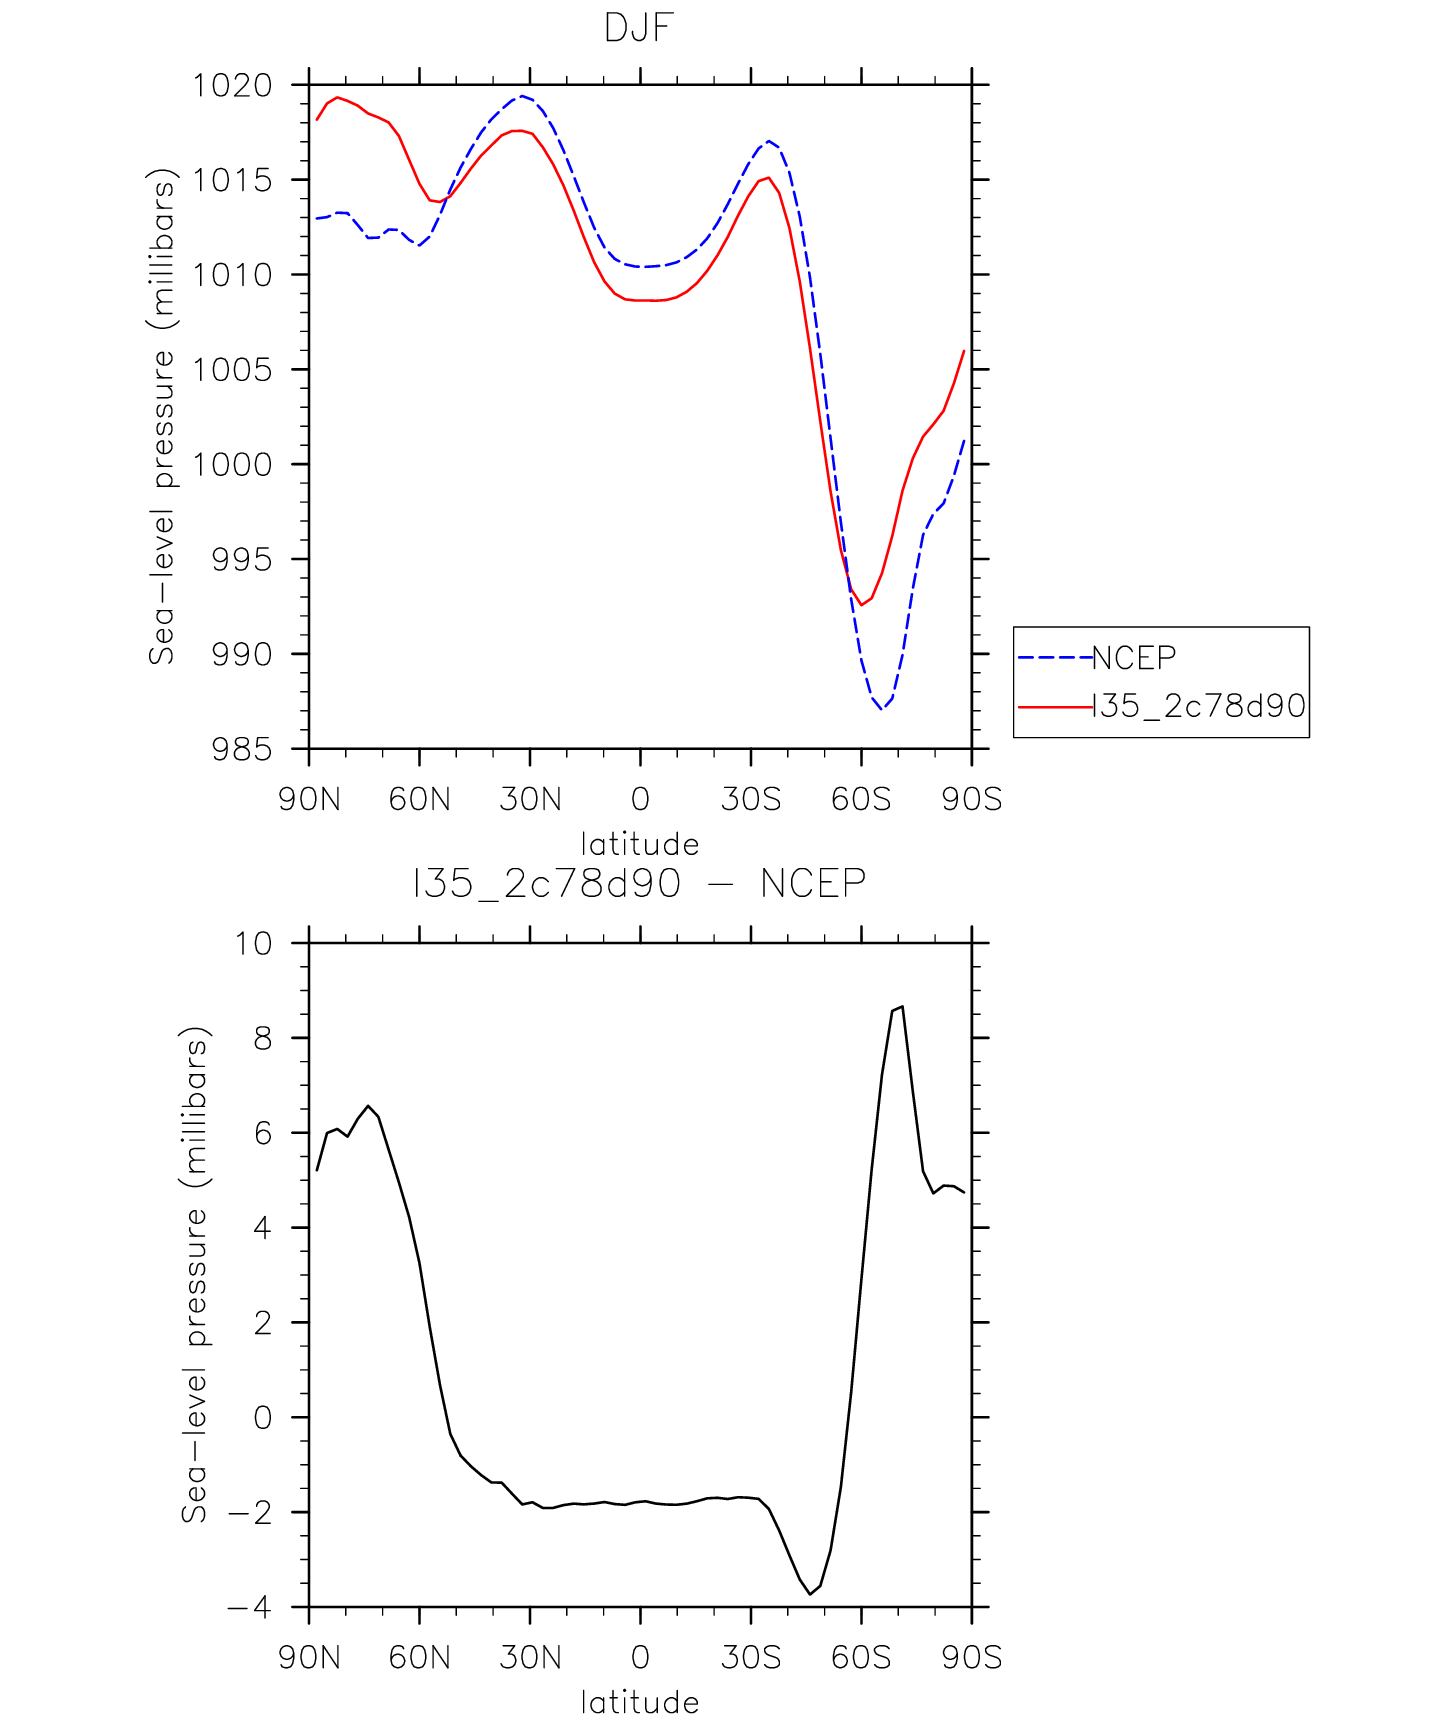 DJF
1020
1015
1010
1005
1000
995
990
985
Sea-level pressure (millibars)
90N 60N 30N 0 30S 60S 90S
latitude
NCEP
I35_2c78d90
I35_2c78d90 - NCEP
10
8
6
4
2
0
-2
-4
Sea-level pressure (millibars)
90N 60N 30N 0 30S 60S 90S
latitude